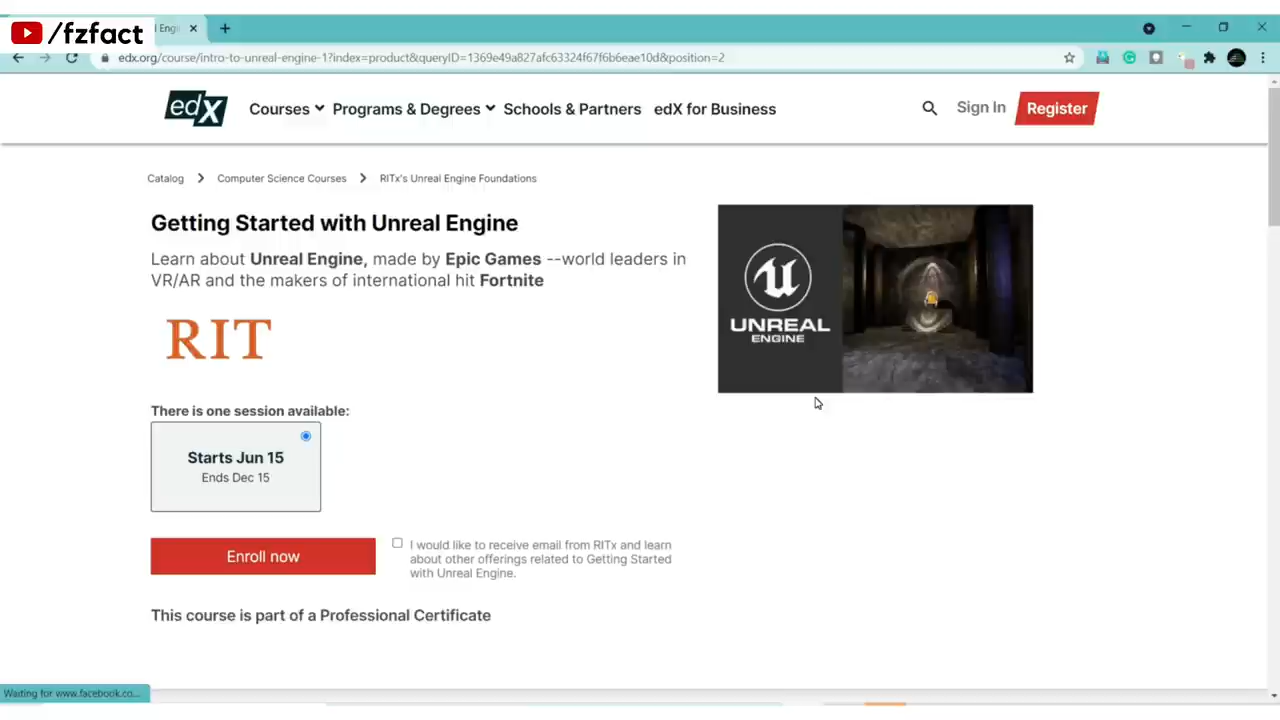 /fzfact
Engi
edx.org/course/intro-to-unreal-engine-1?index=product&queryID=1369e49a827afc63324f67f6b6eae10d&position=2
edX
Courses
Programs & Degrees
Schools & Partners
edX for Business
Sign In
Register
Catalog
Computer Science Courses
RITx's Unreal Engine Foundations
Getting Started with Unreal Engine
Learn about Unreal Engine, made by Epic Games --world leaders in
VR/AR and the makers of international hit Fortnite
RIT
UNREAL
ENGINE
There is one session available:
Starts Jun 15
Ends Dec 15
Enroll now
I would like to receive email from RITx and learn
about other offerings related to Getting Started
with Unreal Engine.
This course is part of a Professional Certificate
Waiting for www.facebook.co...